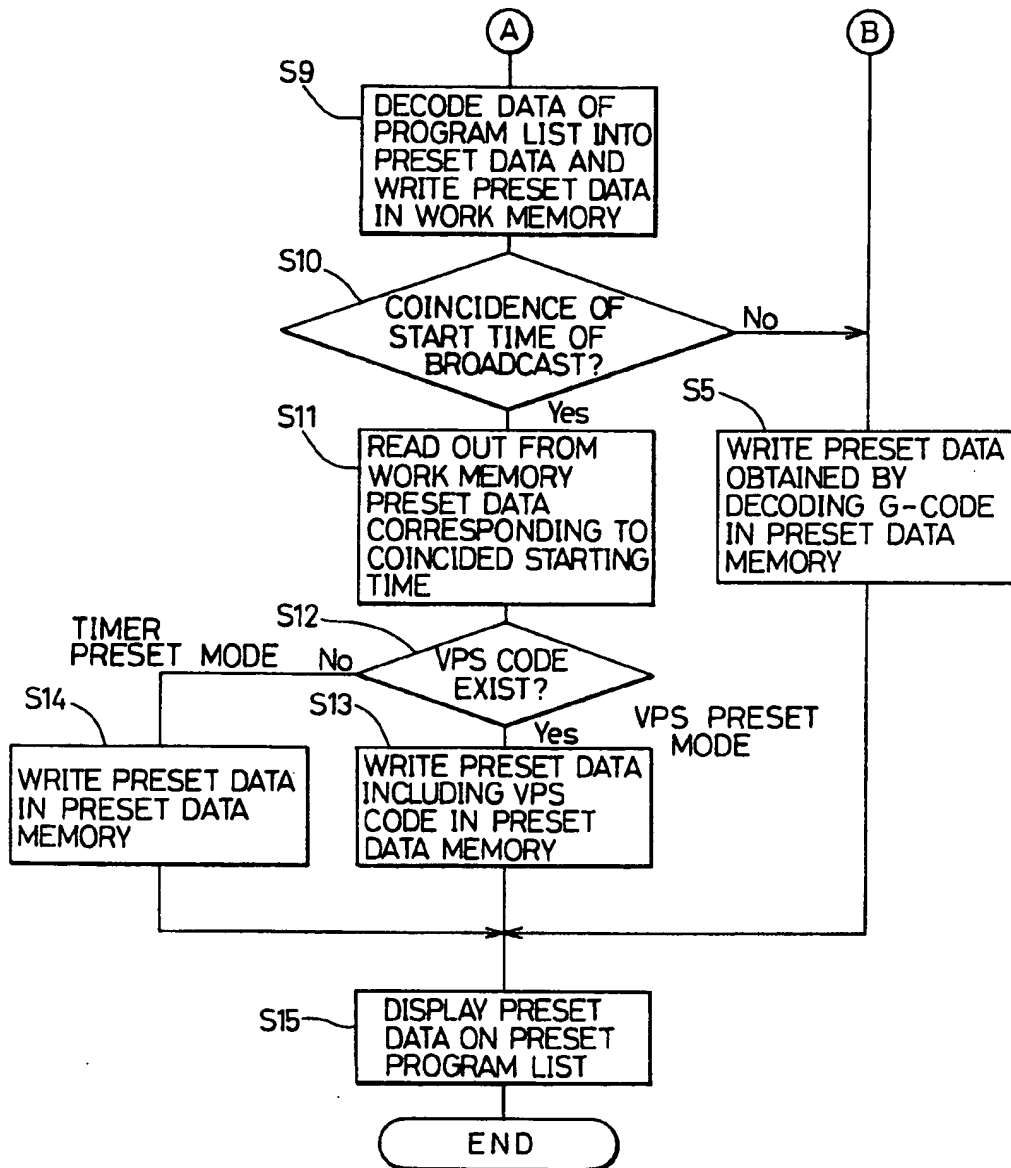 A
B
S9
DECODE DATA OF
PROGRAM LIST INTO
PRESET DATA AND
WRITE PRESET DATA
IN WORK MEMORY
S10
COINCIDENCE OF
START TIME OF
BROADCAST?
No
Yes
S11
READ OUT FROM
WORK MEMORY
PRESET DATA
CORRESPONDING TO
COINCIDED STARTING
TIME
S5
WRITE PRESET DATA
OBTAINED BY
DECODING G-CODE
IN PRESET DATA
MEMORY
S12
VPS CODE
EXIST?
TIMER
PRESET MODE
No
Yes
VPS PRESET
MODE
S14
WRITE PRESET DATA
IN PRESET DATA
MEMORY
S13
WRITE PRESET DATA
INCLUDING VPS
CODE IN PRESET
DATA MEMORY
S15
DISPLAY PRESET
DATA ON PRESET
PROGRAM LIST
END